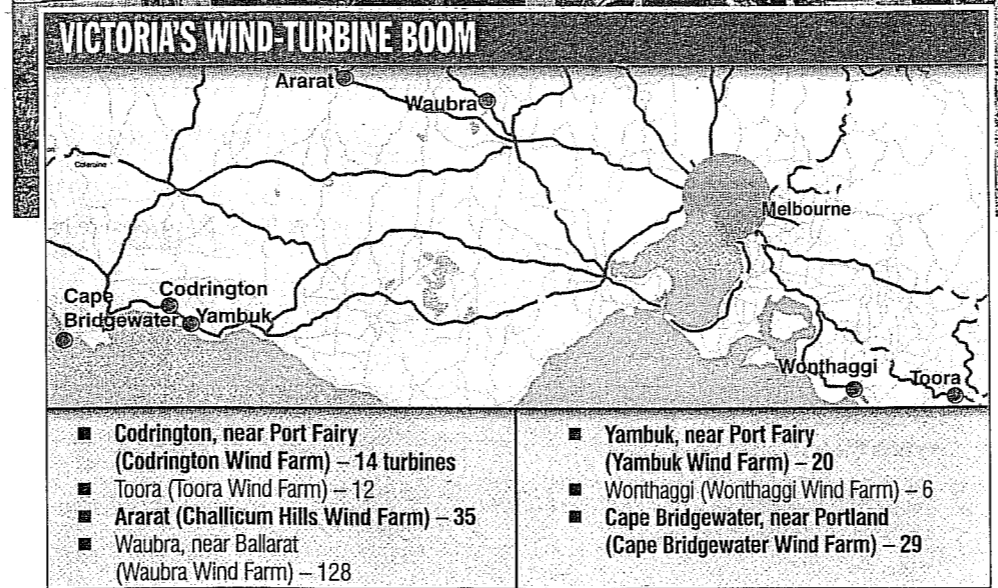 VICTORIA'S WIND-TURBINE BOOM
Ararat
Waubra
Coleraine
Melbourne
Codrington
Cape
Bridgewater
Yambuk
Wonthaggi
Toora
■ Codrington, near Port Fairy
(Codrington Wind Farm) – 14 turbines
■ Toora (Toora Wind Farm) – 12
■ Ararat (Challicum Hills Wind Farm) – 35
■ Waubra, near Ballarat
(Waubra Wind Farm) – 128
■ Yambuk, near Port Fairy
(Yambuk Wind Farm) – 20
■ Wonthaggi (Wonthaggi Wind Farm) – 6
■ Cape Bridgewater, near Portland
(Cape Bridgewater Wind Farm) – 29